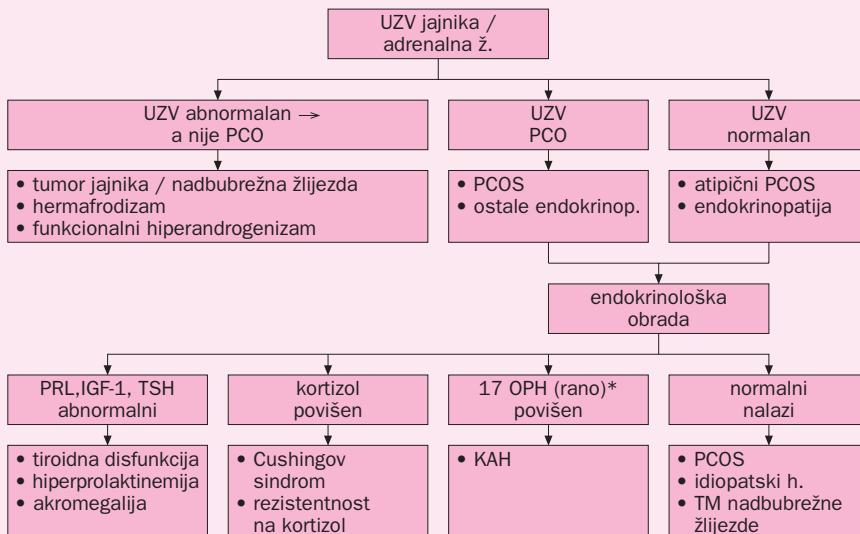 UZV jajnika /
adrenalna ž.
UZV abnormalan →
a nije PCO
UZV
PCO
UZV
normalan
• tumor jajnika / nadbubrežna žlijezda
• hermafrodizam
• funkcionalni hiperandrogenizam
• PCOS
• ostale endokrinop.
• atipični PCOS
• endokrinopatija
endokrinološka
obrada
PRL,IGF-1, TSH
abnormalni
kortizol
povišen
17 OPH (rano)*
povišen
normalni
nalazi
• tiroidna disfunkcija
• hiperprolaktinemija
• akromegalija
• Cushingov
sindrom
• rezistentnost
na kortizol
• KAH
• PCOS
• idiopatski h.
• TM nadbubrežne
žlijezde